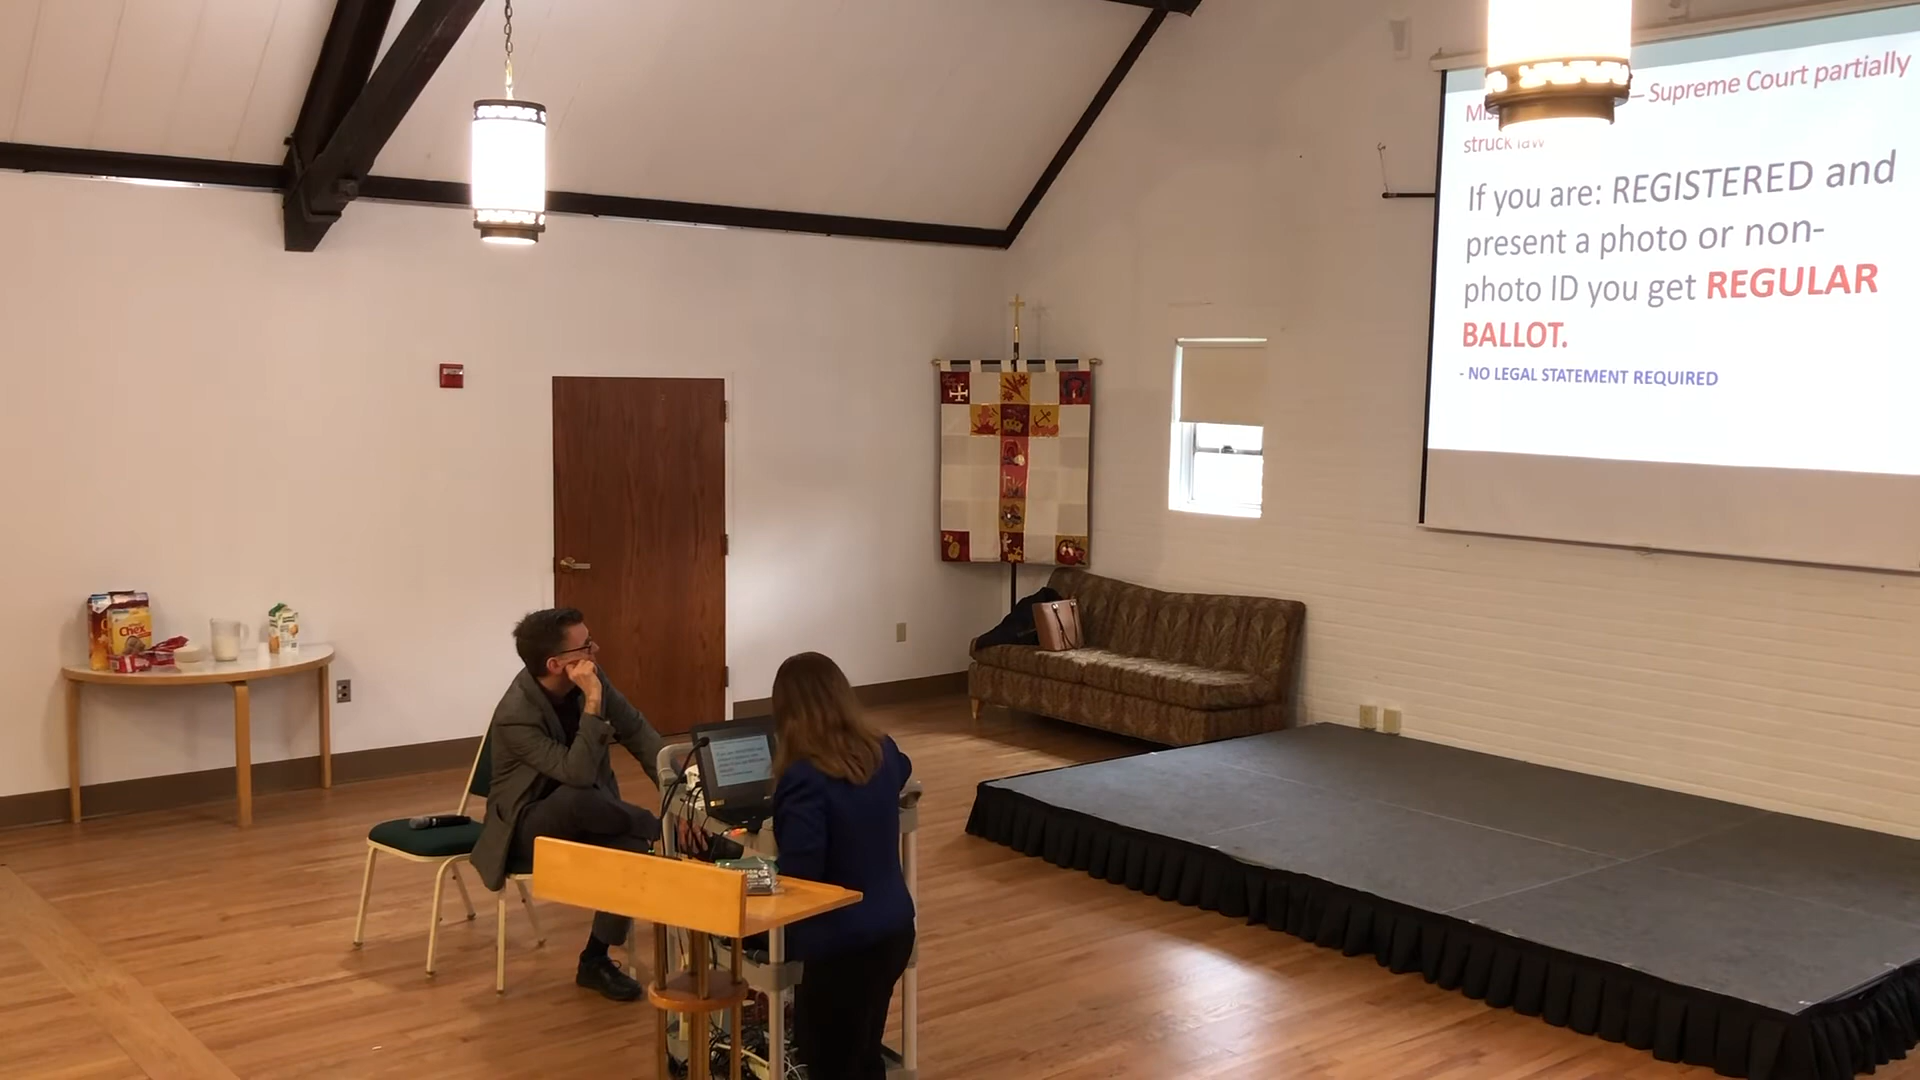 Mis – Supreme Court partially
struck law
If you are: REGISTERED and
present a photo or non-
photo ID you get REGULAR
BALLOT.
- NO LEGAL STATEMENT REQUIRED
Chex